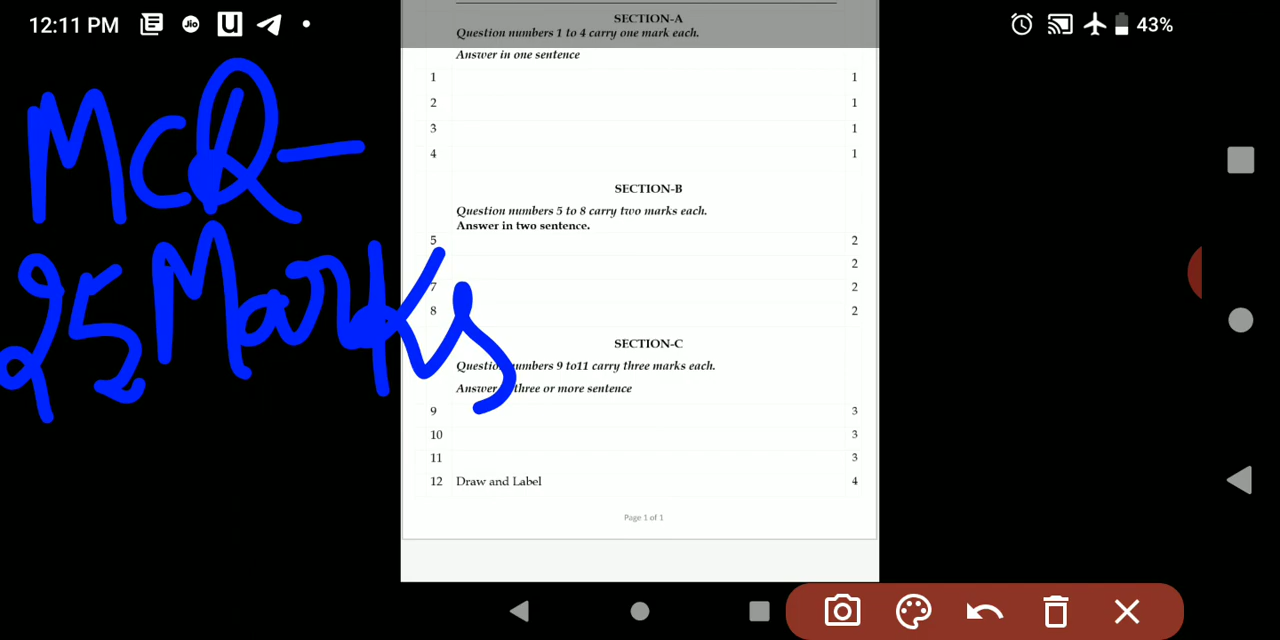 12:11 PM
Jio
U
43%
MCQ-
25 Marks
SECTION-A
Question numbers 1 to 4 carry one mark each.
Answer in one sentence
1 1
2 1
3 1
4 1
SECTION-B
Question numbers 5 to 8 carry two marks each.
Answer in two sentence.
5 2
2
7 2
8 2
SECTION-C
Question numbers 9 to11 carry three marks each.
Answer three or more sentence
9 3
10 3
11 3
12 Draw and Label 4
Page 1 of 1